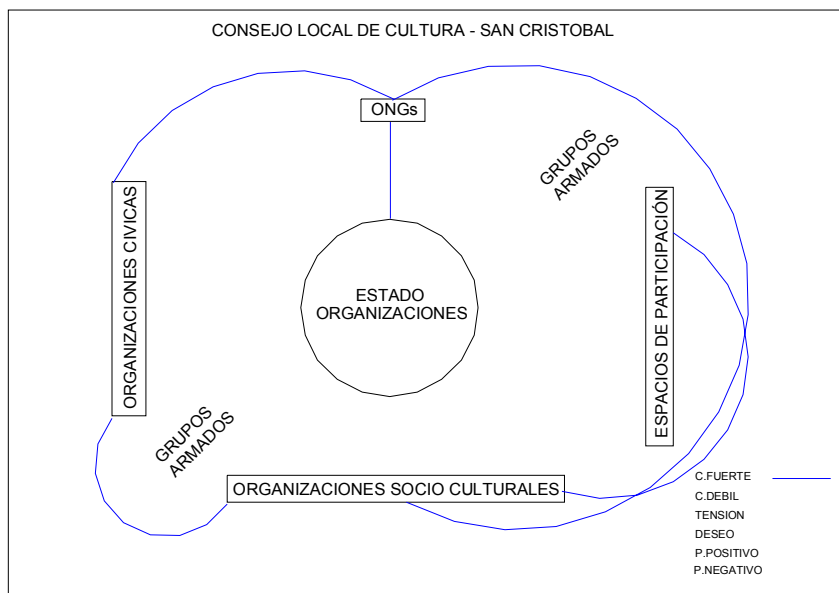 CONSEJO LOCAL DE CULTURA - SAN CRISTOBAL
ONGs
GRUPOS
ARMADOS
ORGANIZACIONES CIVICAS
ESTADO
ORGANIZACIONES
ESPACIOS DE PARTICIPACIÓN
GRUPOS
ARMADOS
ORGANIZACIONES SOCIO CULTURALES
C.FUERTE
C.DEBIL
TENSION
DESEO
P.POSITIVO
P.NEGATIVO